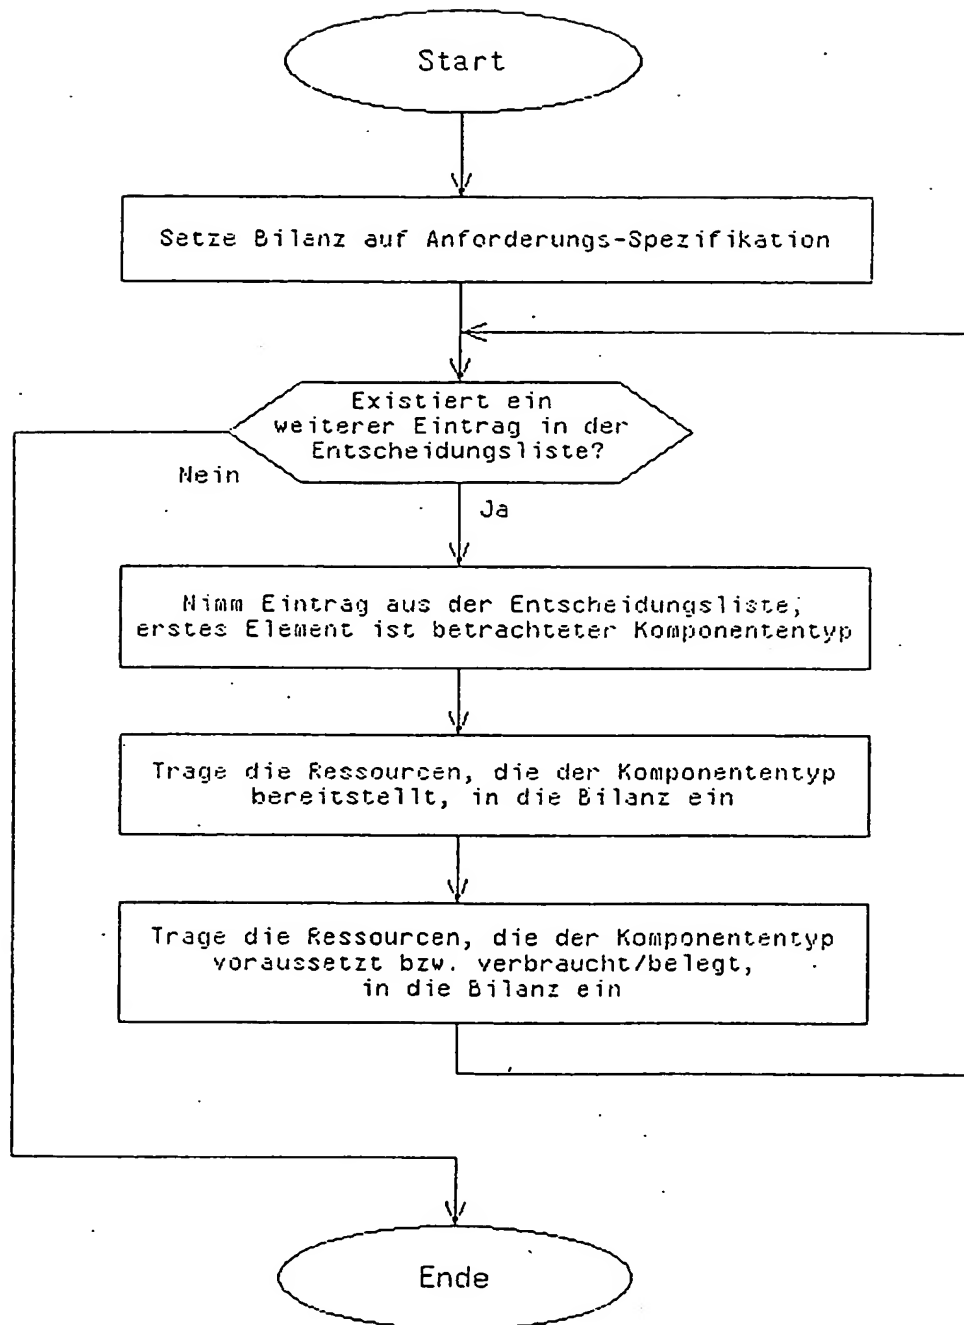 Start
Setze Bilanz auf Anforderungs-Spezifikation
Existiert ein
weiterer Eintrag in der
Entscheidungsliste?
Nein
Ja
Nimm Eintrag aus der Entscheidungsliste;
erstes Element ist betrachteter Komponententyp
Trage die Ressourcen, die der Komponententyp
bereitstellt, in die Bilanz ein
Trage die Ressourcen, die der Komponententyp
voraussetzt bzw. verbraucht/belegt,
in die Bilanz ein
Ende